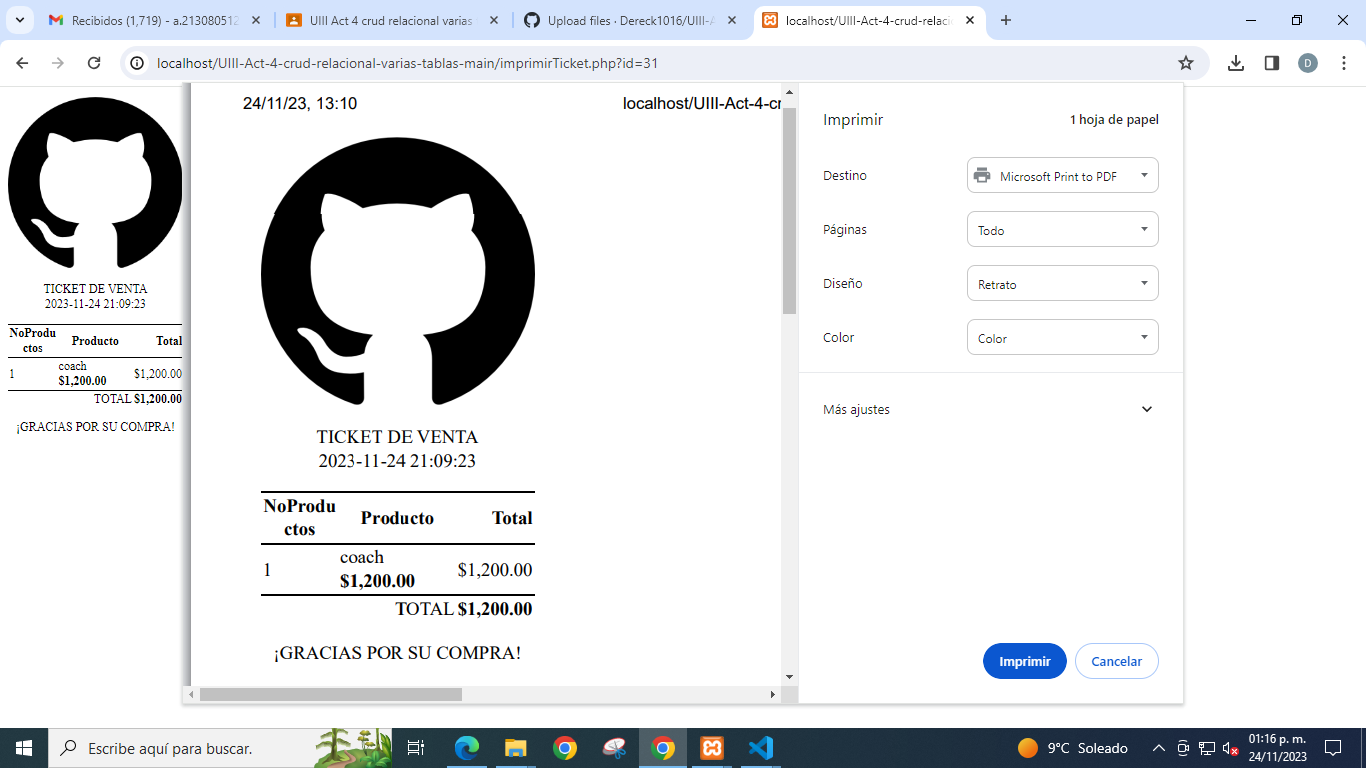 Recibidos (1,719) - a.213080512
UIII Act 4 crud relacional varias
Upload files · Dereck1016/UIII-A
localhost/UIII-Act-4-crud-relacio
localhost/UIII-Act-4-crud-relacional-varias-tablas-main/imprimirTicket.php?id=31
D
TICKET DE VENTA
2023-11-24 21:09:23
NoProdu
ctos
Producto
Total
1
coach
$1,200.00
$1,200.00
TOTAL $1,200.00
¡GRACIAS POR SU COMPRA!
24/11/23, 13:10
localhost/UIII-Act-4-cr
TICKET DE VENTA
2023-11-24 21:09:23
NoProdu
ctos
Producto
Total
1
coach
$1,200.00
$1,200.00
TOTAL $1,200.00
¡GRACIAS POR SU COMPRA!
Imprimir
1 hoja de papel
Destino
Microsoft Print to PDF
Páginas
Todo
Diseño
Retrato
Color
Color
Más ajustes
Imprimir
Cancelar
Escribe aquí para buscar.
9°C Soleado
01:16 p. m.
24/11/2023